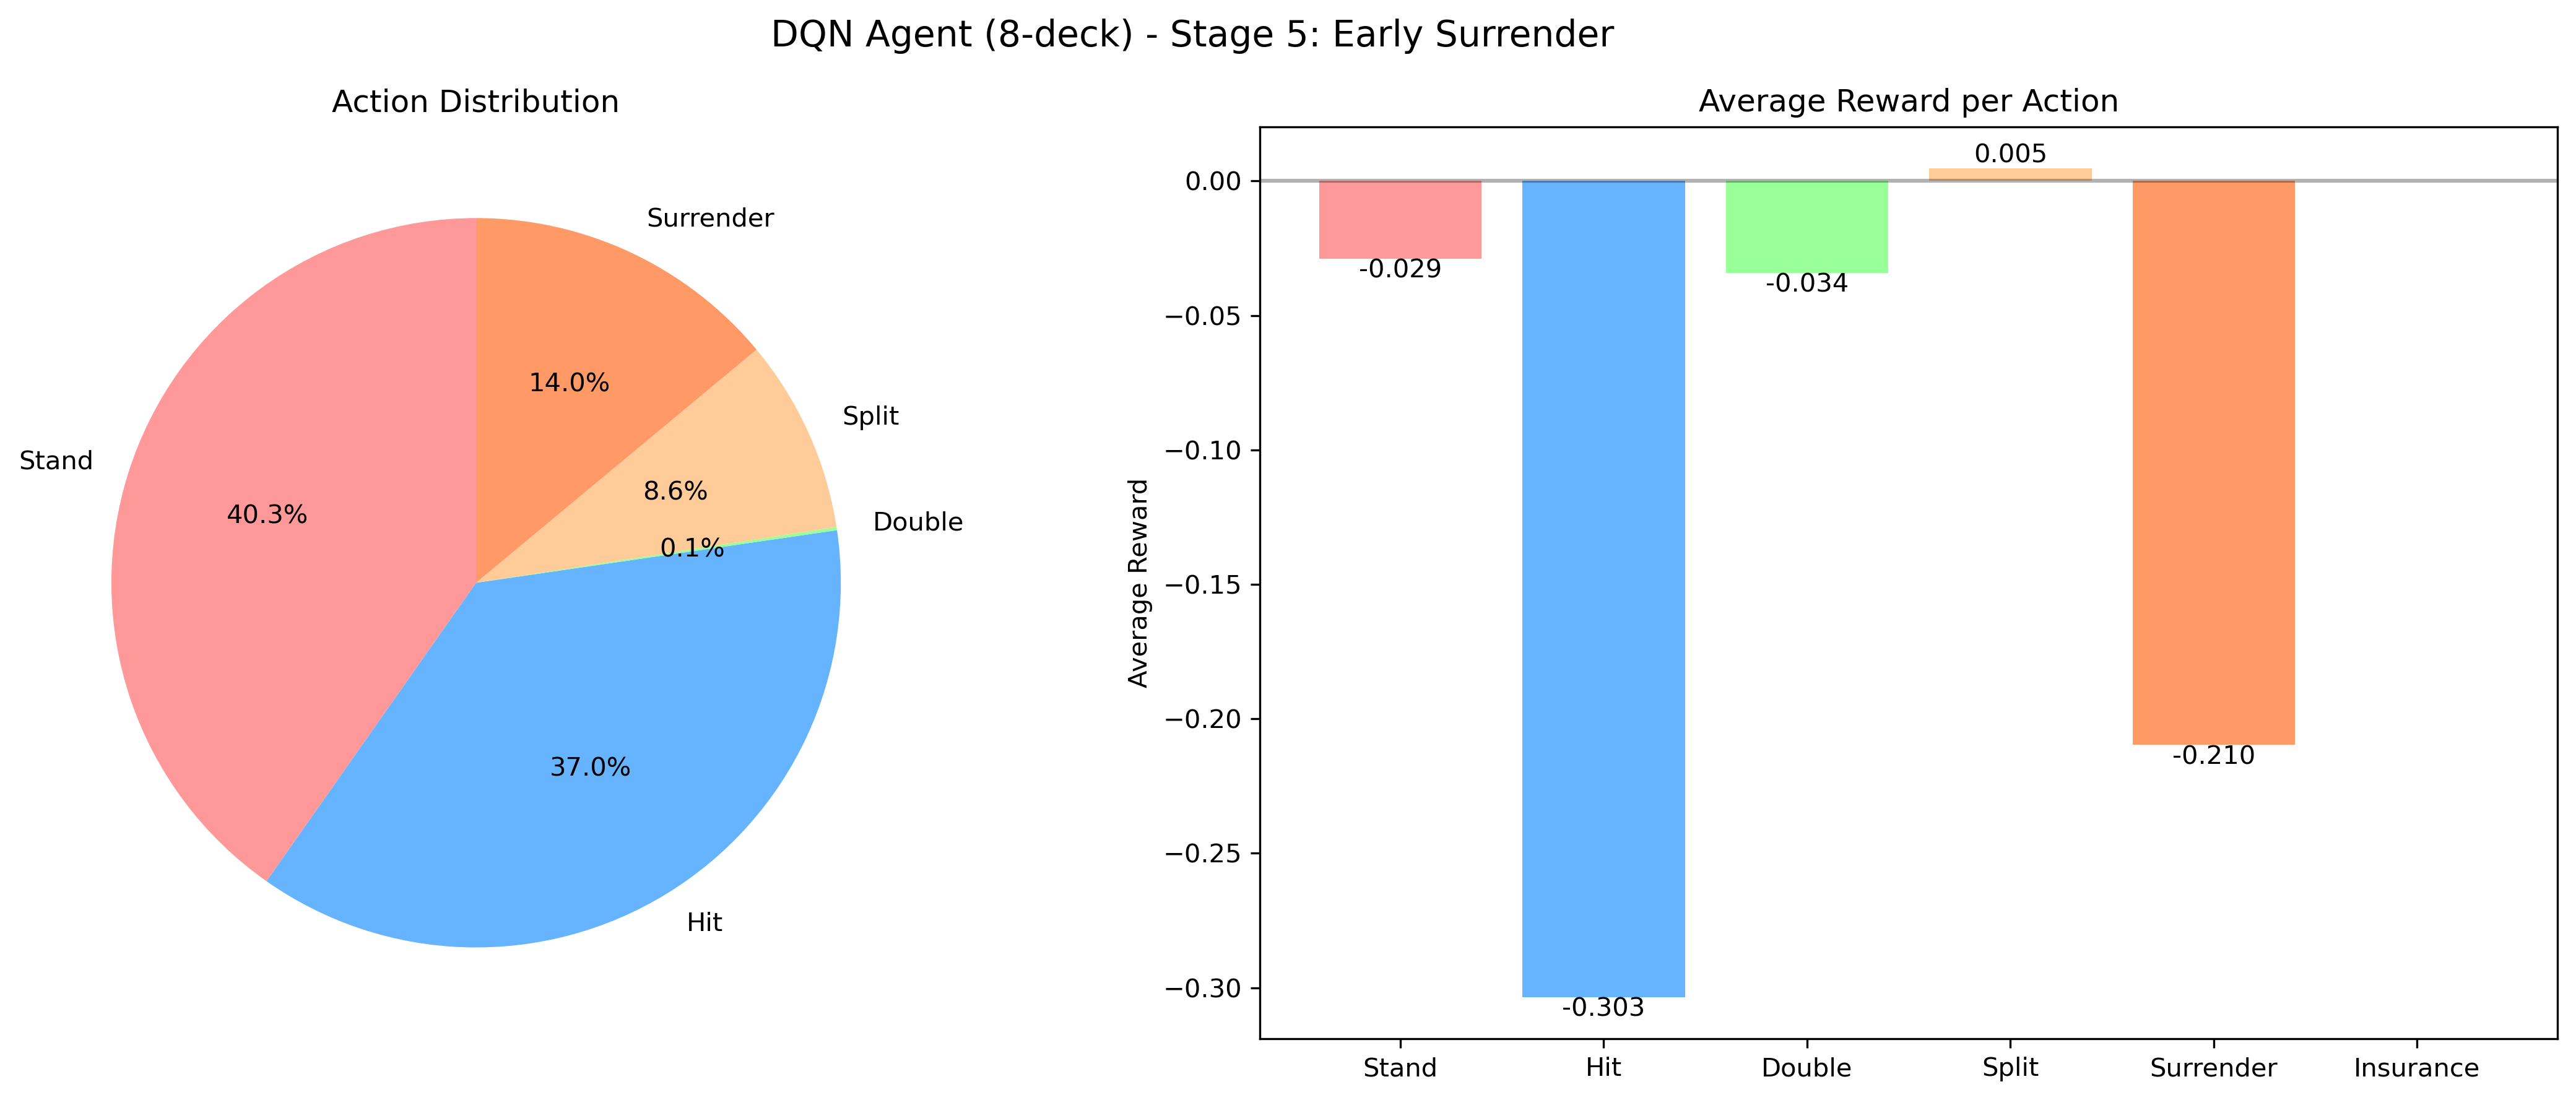 DQN Agent (8-deck) - Stage 5: Early Surrender
Action Distribution
Surrender
14.0%
Split
8.6%
Double
0.1%
Stand
40.3%
37.0%
Hit
Average Reward per Action
Average Reward
0.00
−0.05
−0.10
−0.15
−0.20
−0.25
−0.30
-0.029
-0.303
-0.034
0.005
-0.210
Stand
Hit
Double
Split
Surrender
Insurance